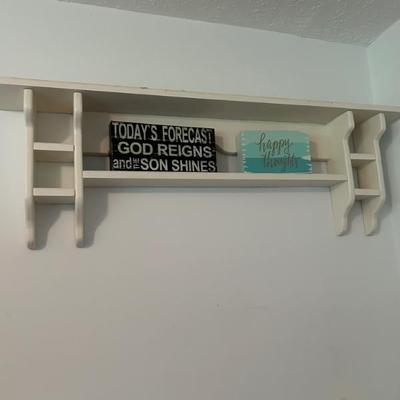 TODAY'S FORECAST
GOD REIGNS
and THE SON SHINES
happy
thoughts